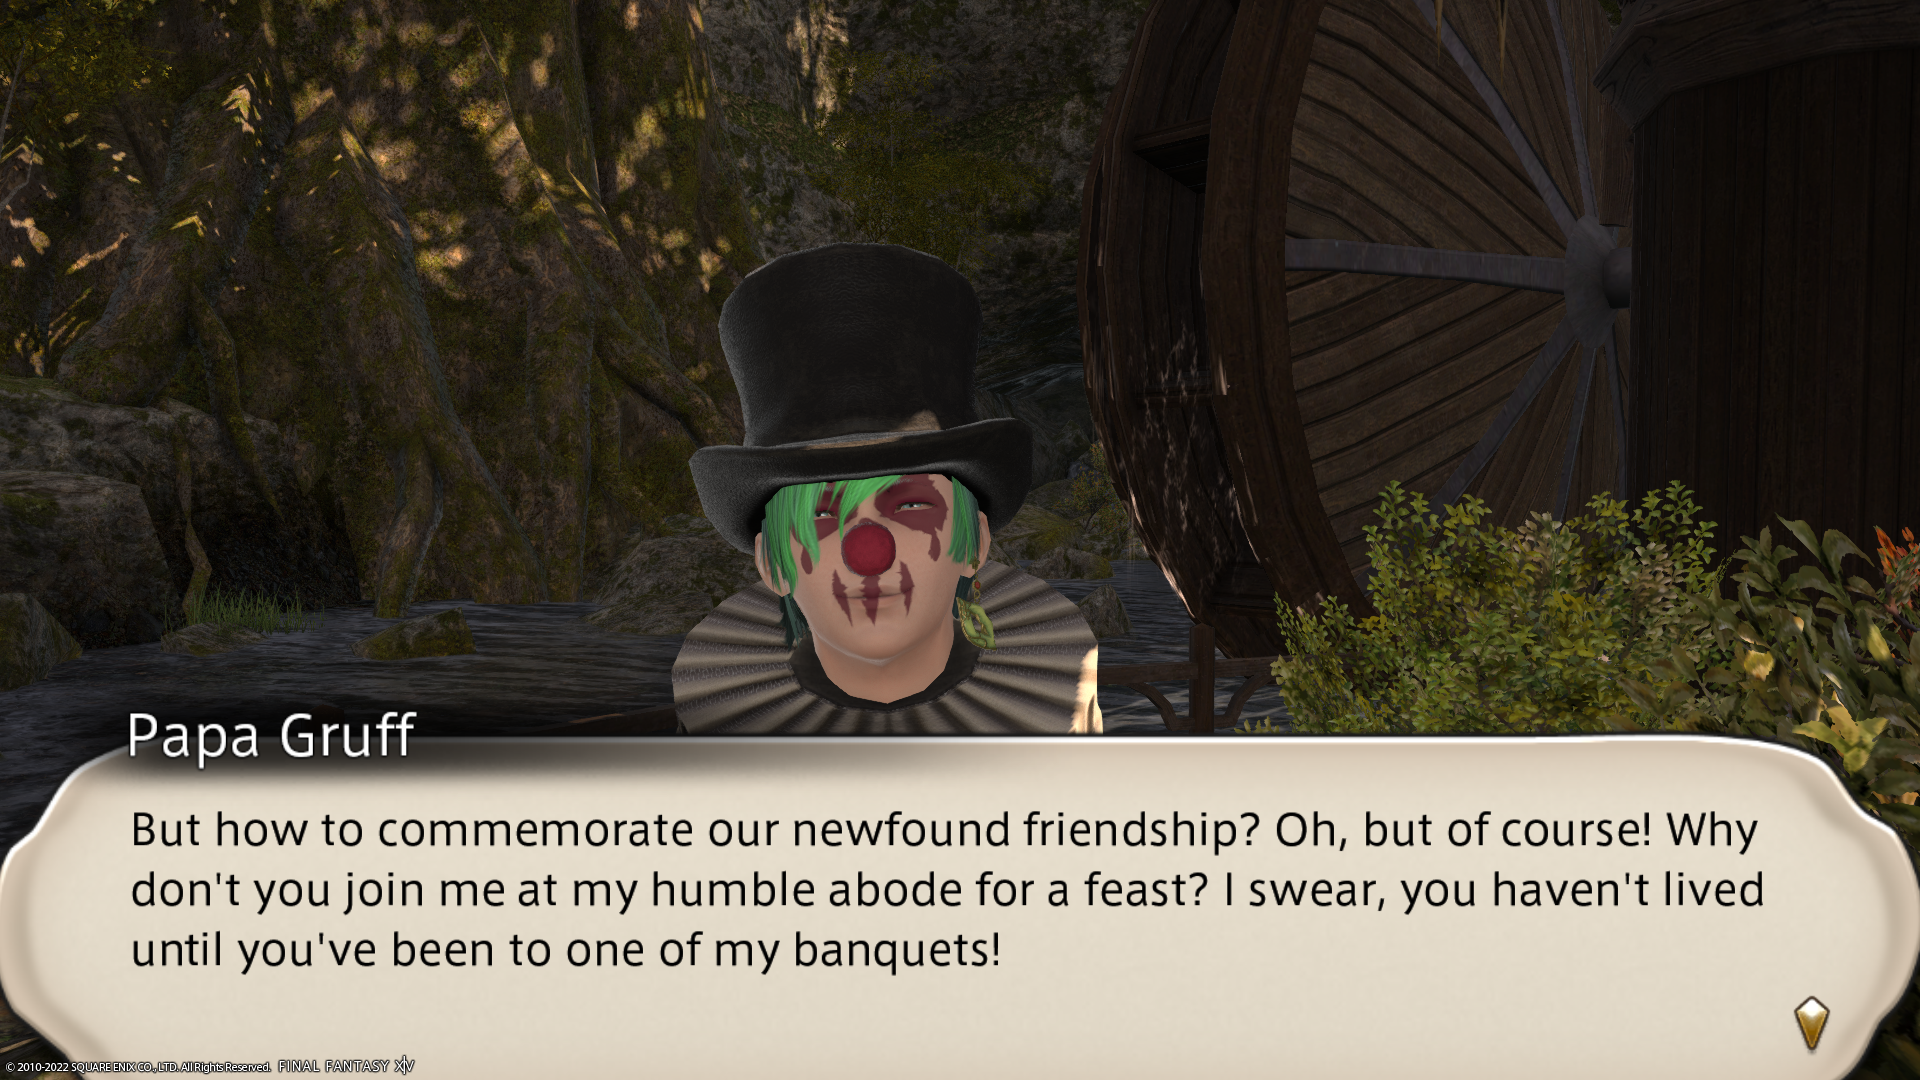 Papa Gruff
But how to commemorate our newfound friendship? Oh, but of course! Why
don't you join me at my humble abode for a feast? I swear, you haven't lived
until you've been to one of my banquets!
© 2010-2022 SQUARE ENIX CO., LTD. All Rights Reserved. FINAL FANTASY XIV